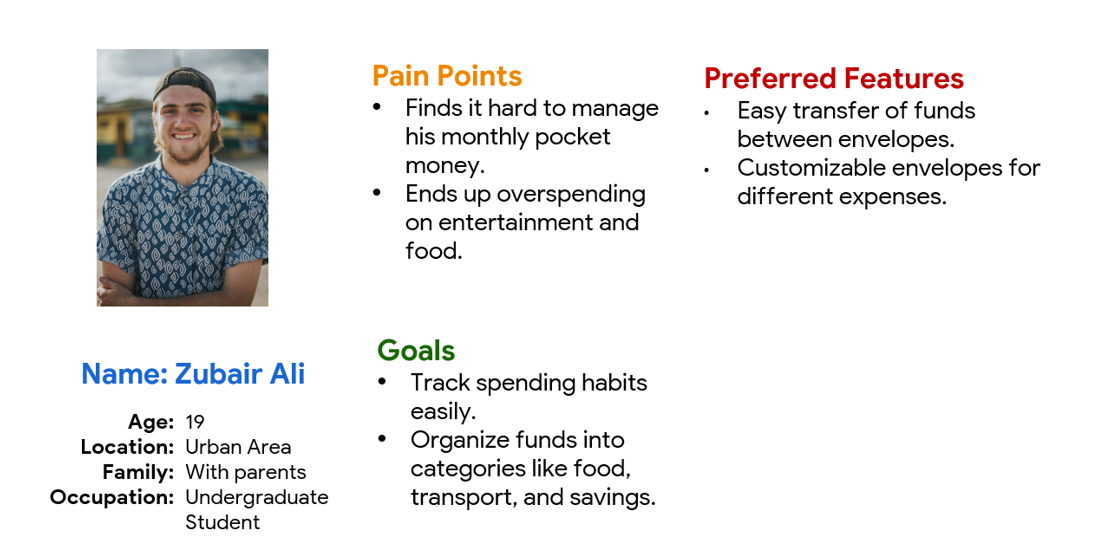 Pain Points
• Finds it hard to manage
his monthly pocket
money.
• Ends up overspending
on entertainment and
food.
Preferred Features
• Easy transfer of funds
between envelopes.
• Customizable envelopes for
different expenses.
Name: Zubair Ali
Age: 19
Location: Urban Area
Family: With parents
Occupation: Undergraduate
Student
Goals
• Track spending habits
easily.
• Organize funds into
categories like food,
transport, and savings.